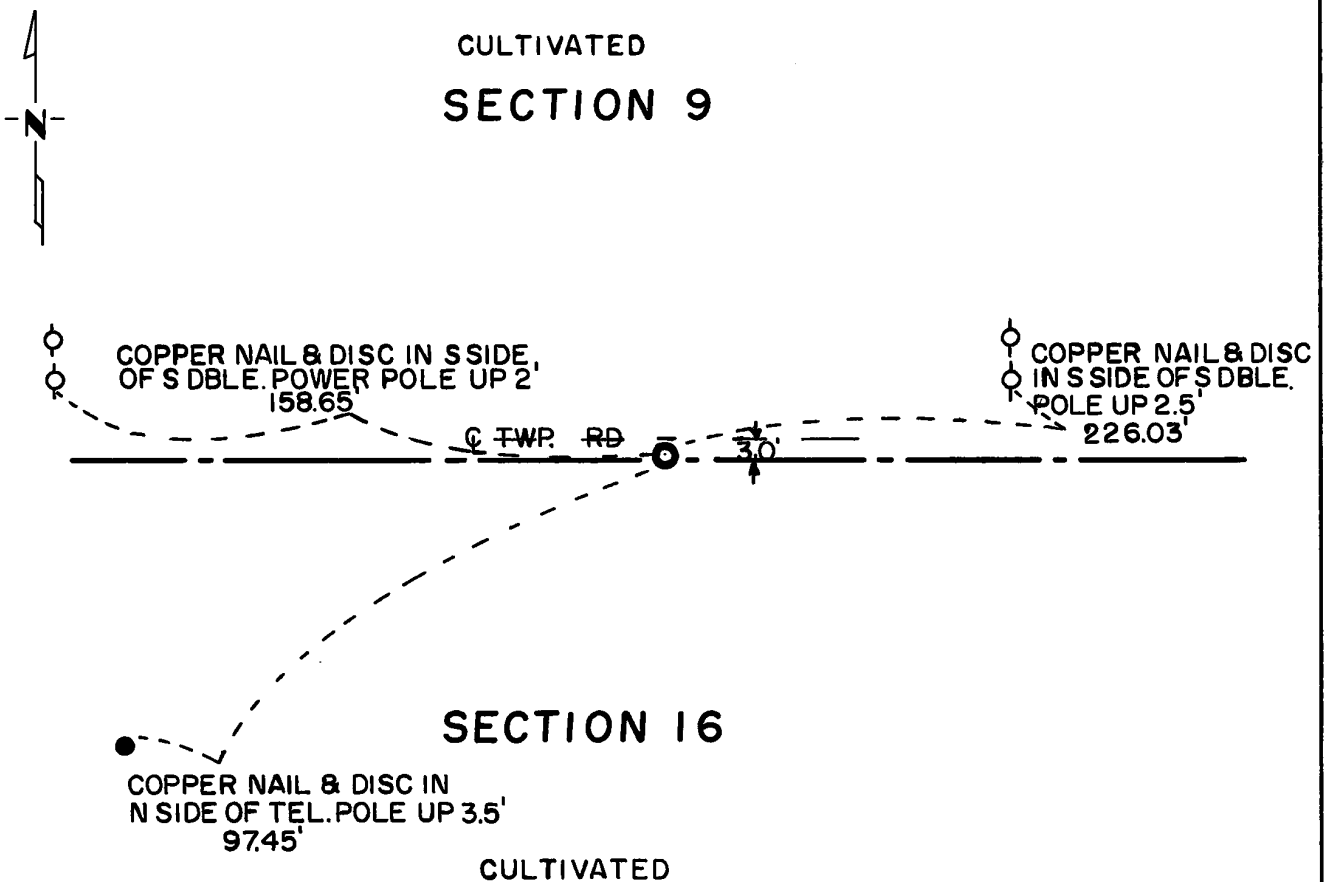 CULTIVATED
SECTION 9
N
COPPER NAIL & DISC IN S SIDE,
OF S DBLE. POWER POLE UP 2'
158.65'
COPPER NAIL & DISC
IN S SIDE OF S DBLE.
POLE UP 2.5'
226.03'
℄ TWP. RD
3.0'
SECTION 16
COPPER NAIL & DISC IN
N SIDE OF TEL. POLE UP 3.5'
97.45'
CULTIVATED